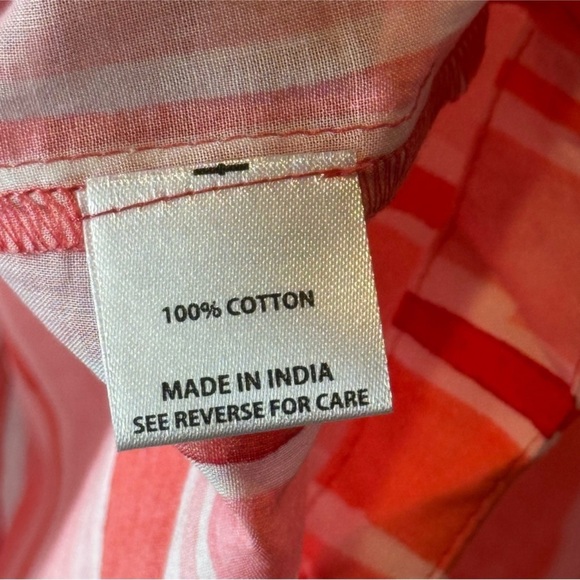 100% COTTON
MADE IN INDIA
SEE REVERSE FOR CARE